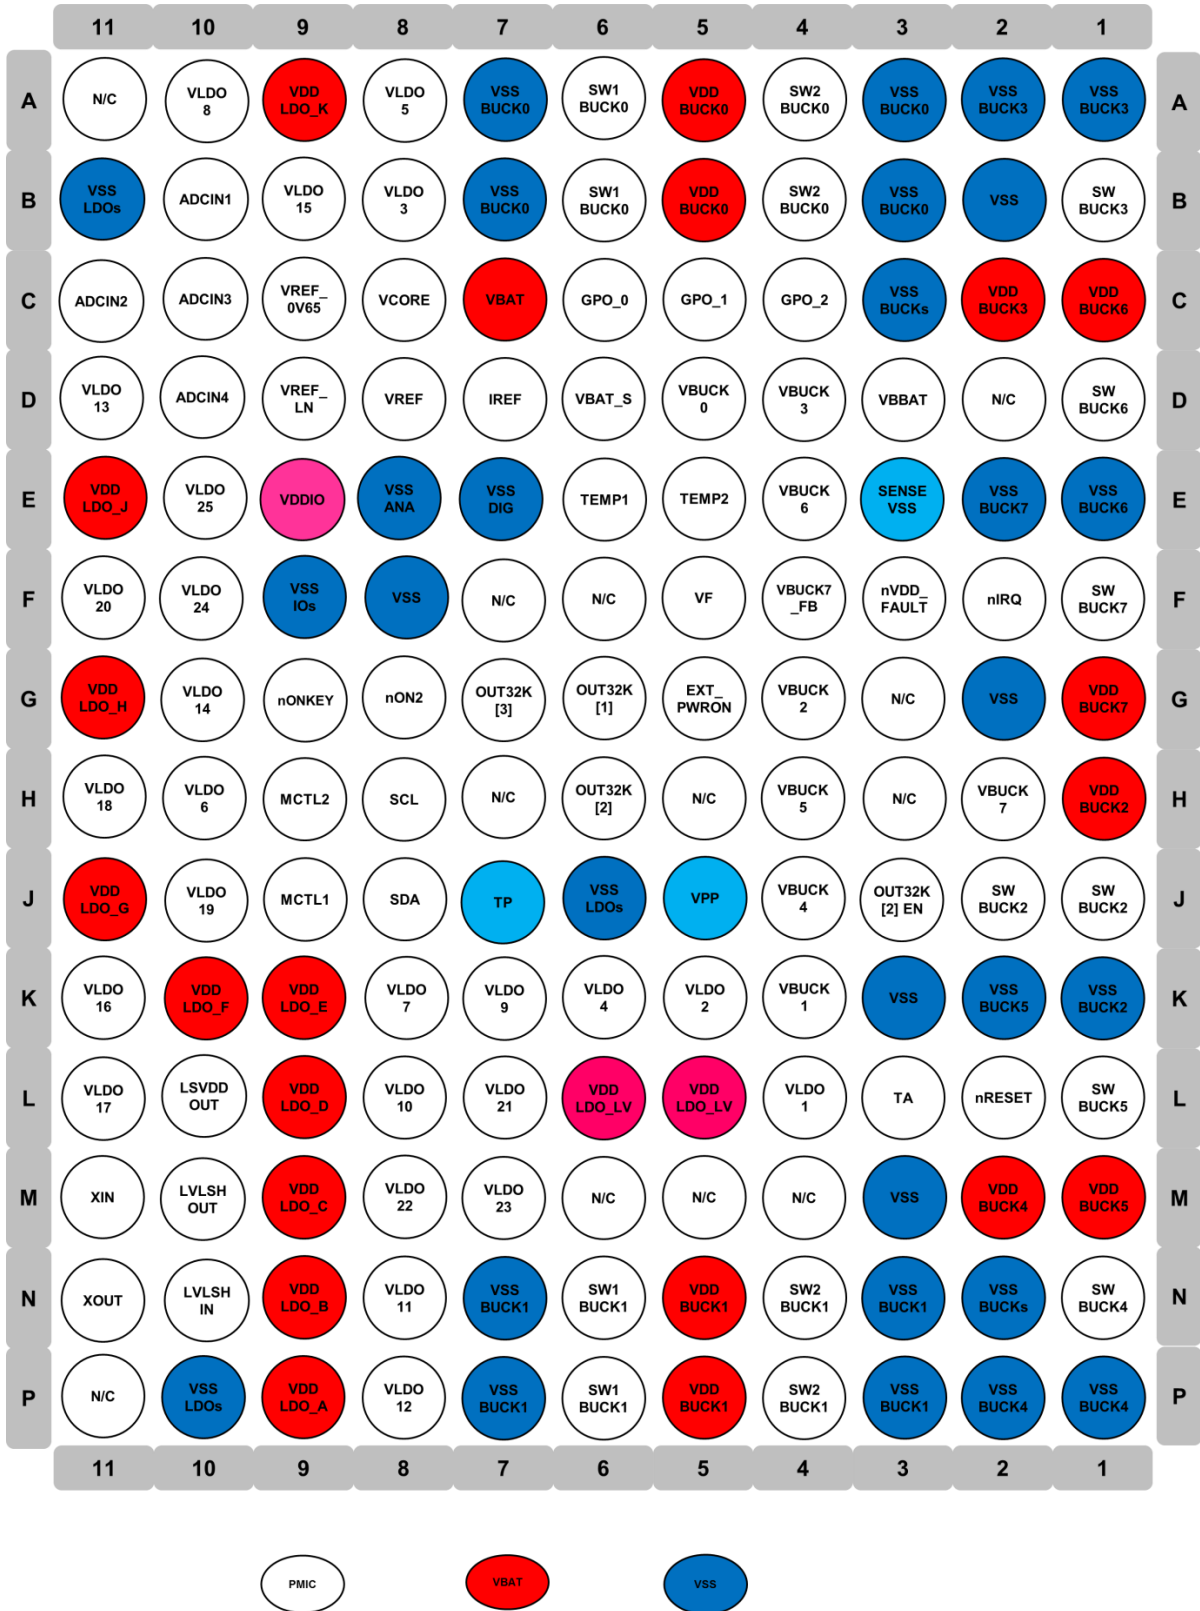 11 10 9 8 7 6 5 4 3 2 1
A N/C VLDO 8 VDD LDO_K VLDO 5 VSS BUCK0 SW1 BUCK0 VDD BUCK0 SW2 BUCK0 VSS BUCK0 VSS BUCK3 VSS BUCK3 A
B VSS LDOs ADCIN1 VLDO 15 VLDO 3 VSS BUCK0 SW1 BUCK0 VDD BUCK0 SW2 BUCK0 VSS BUCK0 VSS SW BUCK3 B
C ADCIN2 ADCIN3 VREF_ 0V65 VCORE VBAT GPO_0 GPO_1 GPO_2 VSS BUCKs VDD BUCK3 VDD BUCK6 C
D VLDO 13 ADCIN4 VREF_ LN VREF IREF VBAT_S VBUCK 0 VBUCK 3 VBBAT N/C SW BUCK6 D
E VDD LDO_J VLDO 25 VDDIO VSS ANA VSS DIG TEMP1 TEMP2 VBUCK 6 SENSE VSS VSS BUCK7 VSS BUCK6 E
F VLDO 20 VLDO 24 VSS IOs VSS N/C N/C VF VBUCK7 _FB nVDD_ FAULT nIRQ SW BUCK7 F
G VDD LDO_H VLDO 14 nONKEY nON2 OUT32K [3] OUT32K [1] EXT_ PWRON VBUCK 2 N/C VSS VDD BUCK7 G
H VLDO 18 VLDO 6 MCTL2 SCL N/C OUT32K [2] N/C VBUCK 5 N/C VBUCK 7 VDD BUCK2 H
J VDD LDO_G VLDO 19 MCTL1 SDA TP VSS LDOs VPP VBUCK 4 OUT32K [2] EN SW BUCK2 SW BUCK2 J
K VLDO 16 VDD LDO_F VDD LDO_E VLDO 7 VLDO 9 VLDO 4 VLDO 2 VBUCK 1 VSS VSS BUCK5 VSS BUCK2 K
L VLDO 17 LSVDD OUT VDD LDO_D VLDO 10 VLDO 21 VDD LDO_LV VDD LDO_LV VLDO 1 TA nRESET SW BUCK5 L
M XIN LVLSH OUT VDD LDO_C VLDO 22 VLDO 23 N/C N/C N/C VSS VDD BUCK4 VDD BUCK5 M
N XOUT LVLSH IN VDD LDO_B VLDO 11 VSS BUCK1 SW1 BUCK1 VDD BUCK1 SW2 BUCK1 VSS BUCK1 VSS BUCKs SW BUCK4 N
P N/C VSS LDOs VDD LDO_A VLDO 12 VSS BUCK1 SW1 BUCK1 VDD BUCK1 SW2 BUCK1 VSS BUCK1 VSS BUCK4 VSS BUCK4 P
11 10 9 8 7 6 5 4 3 2 1
PMIC VBAT VSS